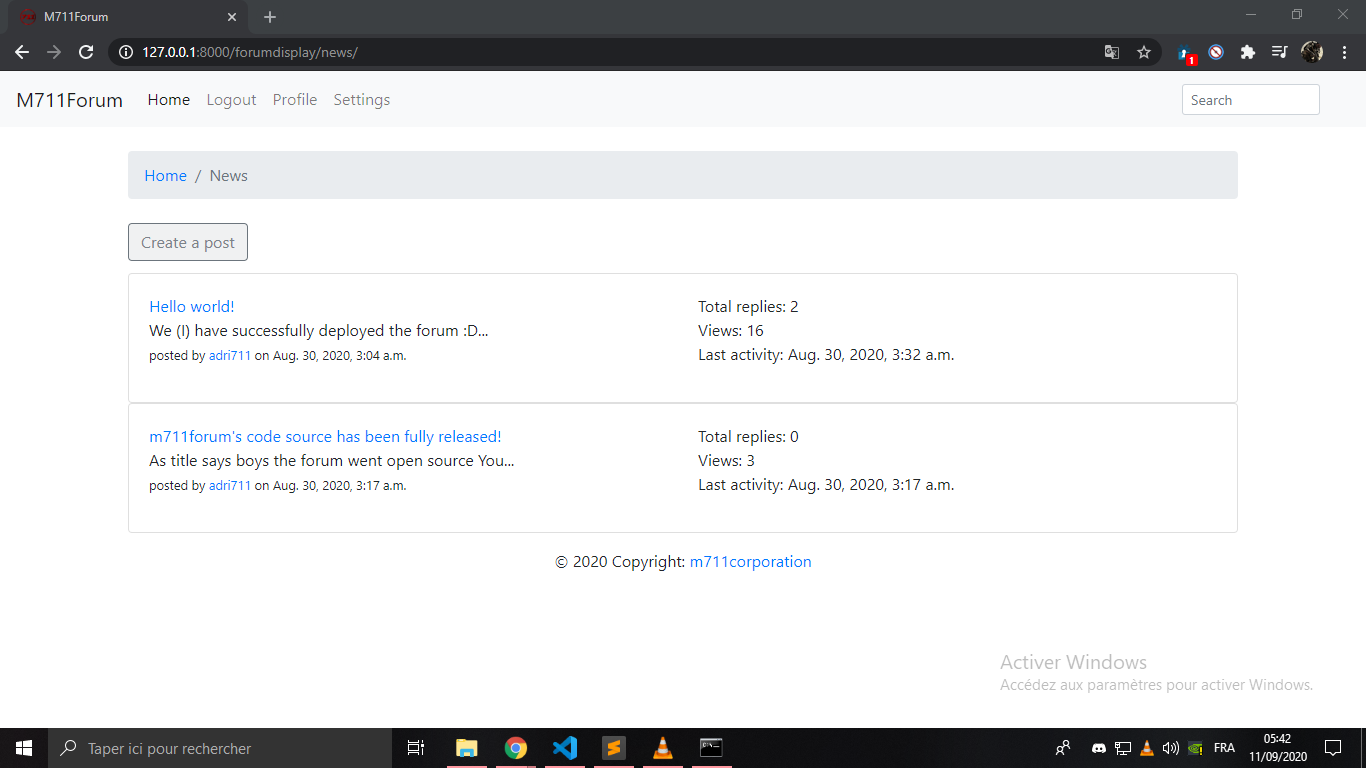 M711Forum
127.0.0.1:8000/forumdisplay/news/
1
M711Forum Home Logout Profile Settings Search
Home / News
Create a post
Hello world!
We (I) have successfully deployed the forum :D...
posted by adri711 on Aug. 30, 2020, 3:04 a.m.
Total replies: 2
Views: 16
Last activity: Aug. 30, 2020, 3:32 a.m.
m711forum's code source has been fully released!
As title says boys the forum went open source You...
posted by adri711 on Aug. 30, 2020, 3:17 a.m.
Total replies: 0
Views: 3
Last activity: Aug. 30, 2020, 3:17 a.m.
© 2020 Copyright: m711corporation
Activer Windows
Accédez aux paramètres pour activer Windows.
Taper ici pour rechercher
FRA
05:42
11/09/2020